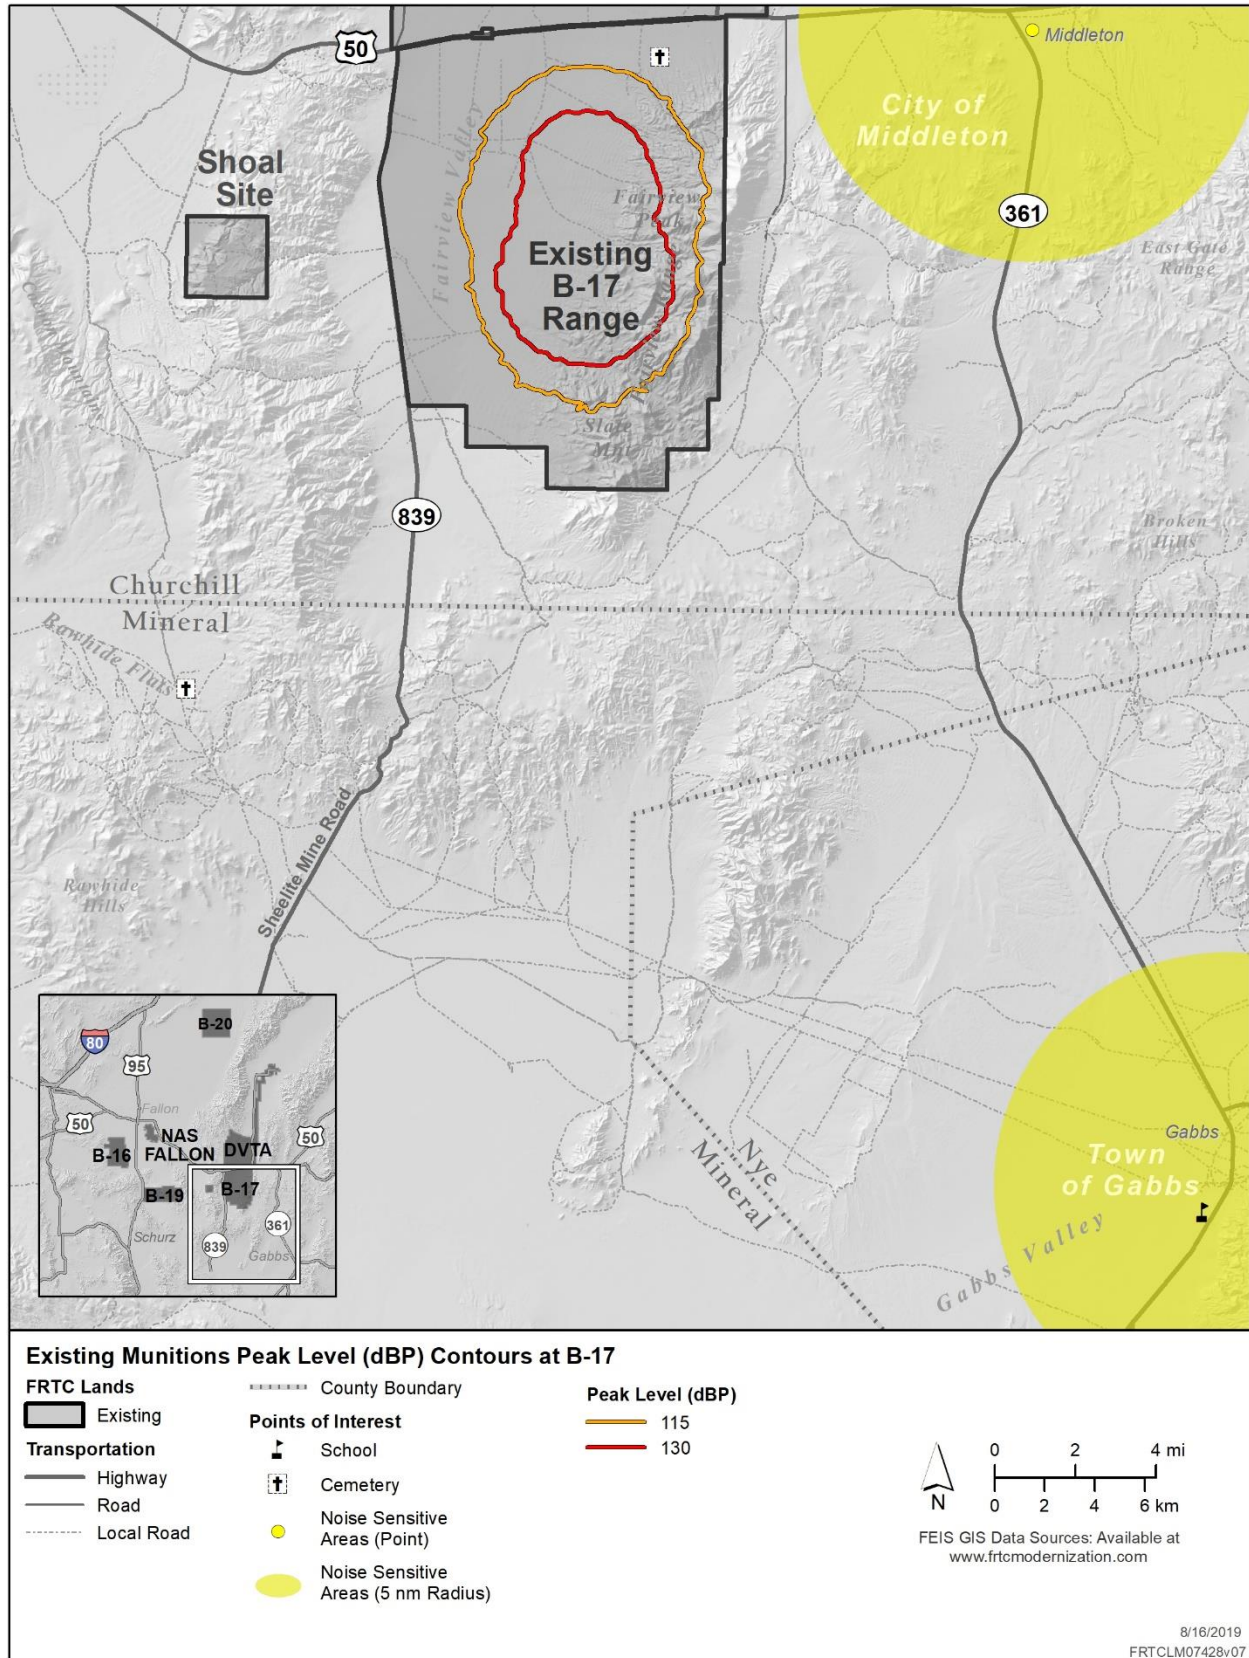 50
Middleton
City of
Middleton
Shoal
Site
Fairview Valley
Fairview
Peak
361
Existing
B-17
Range
East Gate
Range
Slate
Mnt
839
Broken
Hills
Churchill
Mineral
Rawhide Flats
Sheelite Mine Road
Rawhide
Hills
B-20
80
95
Fallon
50
NAS
FALLON
DVTA
50
B-16
B-19
B-17
Schurz
361
839
Gabbs
Nye
Mineral
Gabbs
Town
of Gabbs
Gabbs Valley
Existing Munitions Peak Level (dBP) Contours at B-17
FRTC Lands
Existing
Transportation
Highway
Road
Local Road
County Boundary
Points of Interest
School
Cemetery
Noise Sensitive
Areas (Point)
Noise Sensitive
Areas (5 nm Radius)
Peak Level (dBP)
115
130
N
0 2 4 mi
0 2 4 6 km
FEIS GIS Data Sources: Available at
www.frtcmodernization.com
8/16/2019
FRTCLM07428v07